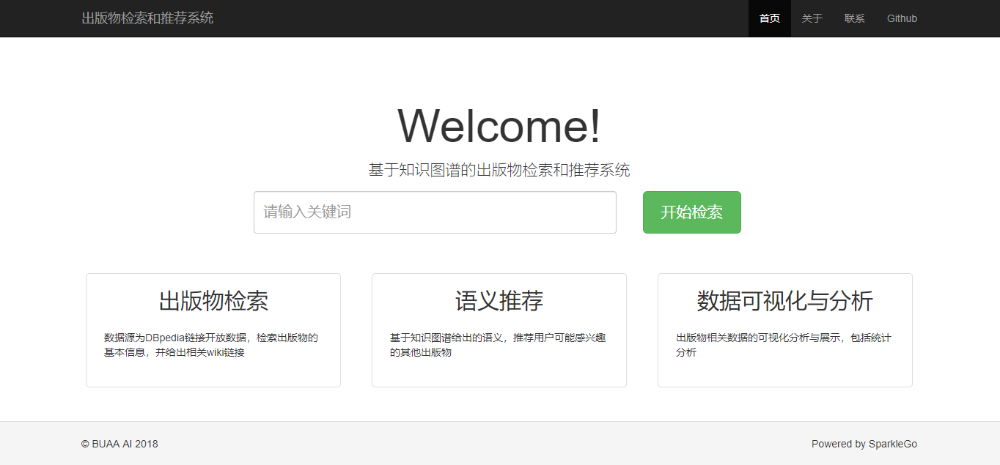 出版物检索和推荐系统
首页 关于 联系 Github
Welcome!
基于知识图谱的出版物检索和推荐系统
请输入关键词
开始检索
出版物检索
数据源为DBpedia链接开放数据，检索出版物的
基本信息，并给出相关wiki链接
语义推荐
基于知识图谱给出的语义，推荐用户可能感兴趣
的其他出版物
数据可视化与分析
出版物相关数据的可视化分析与展示，包括统计
分析
© BUAA AI 2018
Powered by SparkleGo